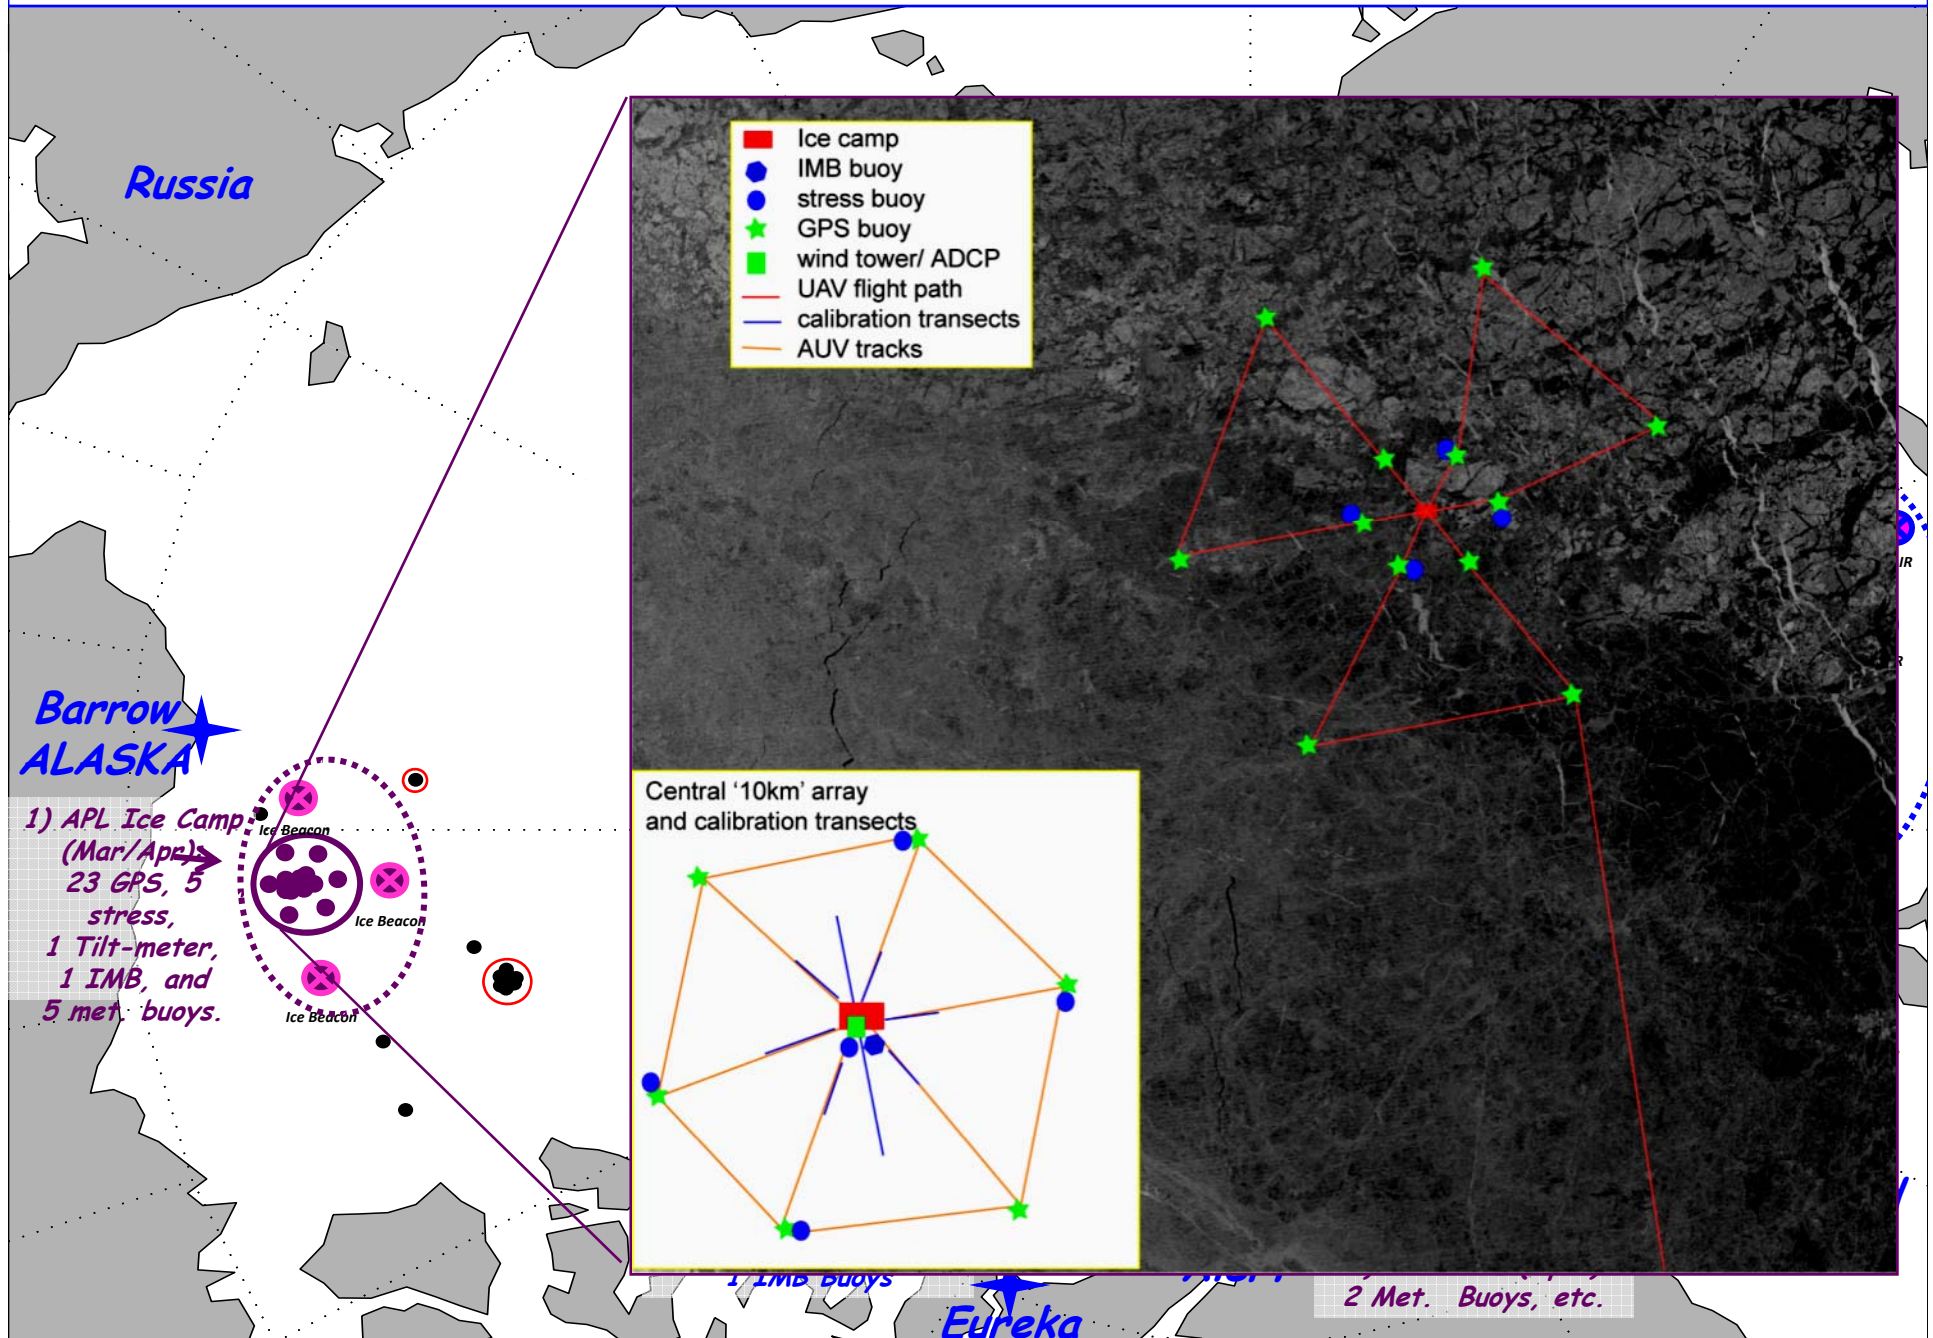 Russia
Ice camp
IMB buoy
stress buoy
GPS buoy
wind tower/ ADCP
UAV flight path
calibration transects
AUV tracks
IR
R
Barrow
ALASKA
1) APL Ice Camp
(Mar/Apr):
23 GPS, 5
stress,
1 Tilt-meter,
1 IMB, and
5 met. buoys.
Ice Beacon
Ice Beacon
Ice Beacon
Central ‘10km’ array
and calibration transects
1 IMB Buoys
Eureka
2 Met. Buoys, etc.